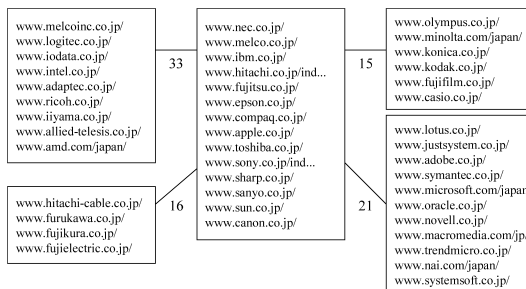 www.melcoinc.co.jp/
www.logitec.co.jp/
www.iodata.co.jp/
www.intel.co.jp/
www.adaptec.co.jp/
www.ricoh.co.jp/
www.iiyama.co.jp/
www.allied-telesis.co.jp/
www.amd.com/japan/
33
www.hitachi-cable.co.jp/
www.furukawa.co.jp/
www.fujikura.co.jp/
www.fujielectric.co.jp/
16
www.nec.co.jp/
www.melco.co.jp/
www.ibm.co.jp/
www.hitachi.co.jp/ind...
www.fujitsu.co.jp/
www.epson.co.jp/
www.compaq.co.jp/
www.apple.co.jp/
www.toshiba.co.jp/
www.sony.co.jp/ind...
www.sharp.co.jp/
www.sanyo.co.jp/
www.sun.co.jp/
www.canon.co.jp/
15
www.olympus.co.jp/
www.minolta.com/japan/
www.konica.co.jp/
www.kodak.co.jp/
www.fujifilm.co.jp/
www.casio.co.jp/
21
www.lotus.co.jp/
www.justsystem.co.jp/
www.adobe.co.jp/
www.symantec.co.jp/
www.microsoft.com/japan
www.oracle.co.jp/
www.novell.co.jp/
www.macromedia.com/jp
www.trendmicro.co.jp/
www.nai.com/japan/
www.systemsoft.co.jp/